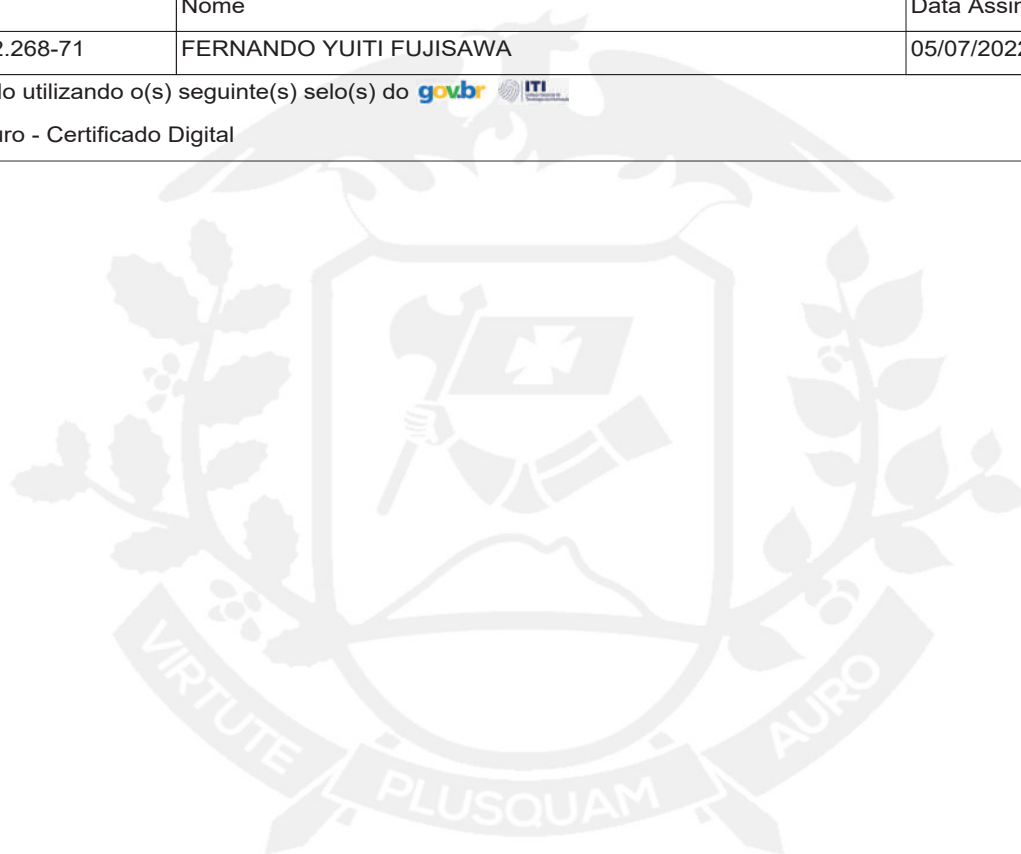 Nome Data Assin
2.268-71 FERNANDO YUITI FUJISAWA 05/07/2022
do utilizando o(s) seguinte(s) selo(s) do gov.br ITI
uro - Certificado Digital
VIRTUTE PLUSQUAM AURO